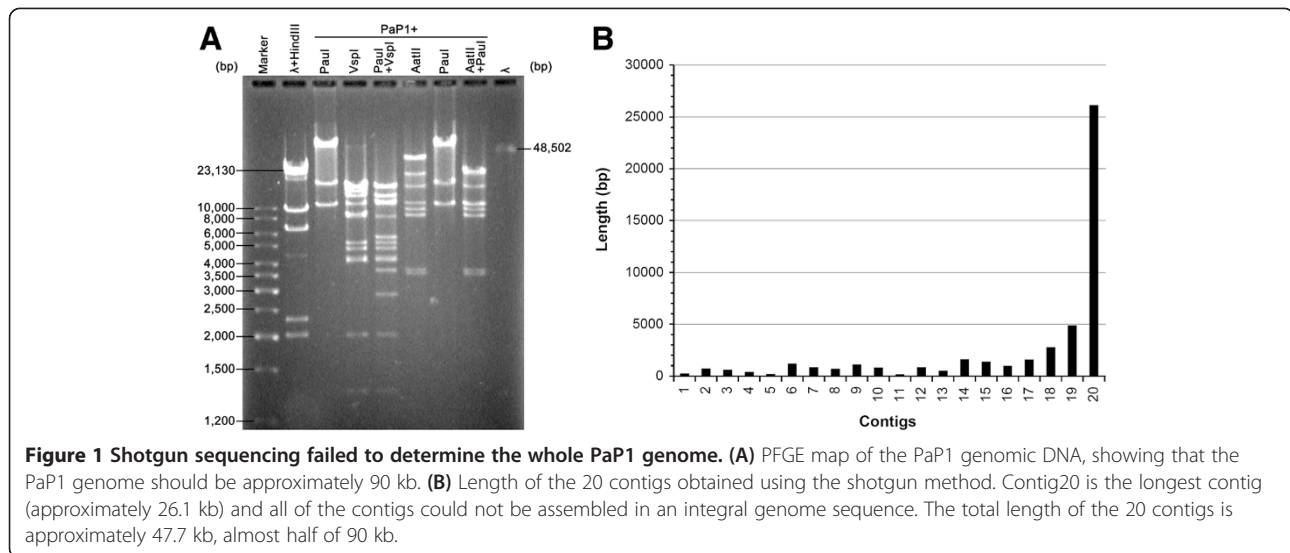 A
PaP1+
(bp)
Marker
λ+HindIII
PauI
VspI
PauI
+VspI
AatII
PauI
AatII
+PauI
λ
(bp)
48,502
23,130
10,000
8,000
6,000
5,000
4,000
3,500
3,000
2,500
2,000
1,500
1,200
B
30000
25000
20000
15000
10000
5000
0
Length (bp)
1 2 3 4 5 6 7 8 9 10 11 12 13 14 15 16 17 18 19 20
Contigs
Figure 1 Shotgun sequencing failed to determine the whole PaP1 genome. (A) PFGE map of the PaP1 genomic DNA, showing that the
PaP1 genome should be approximately 90 kb. (B) Length of the 20 contigs obtained using the shotgun method. Contig20 is the longest contig
(approximately 26.1 kb) and all of the contigs could not be assembled in an integral genome sequence. The total length of the 20 contigs is
approximately 47.7 kb, almost half of 90 kb.